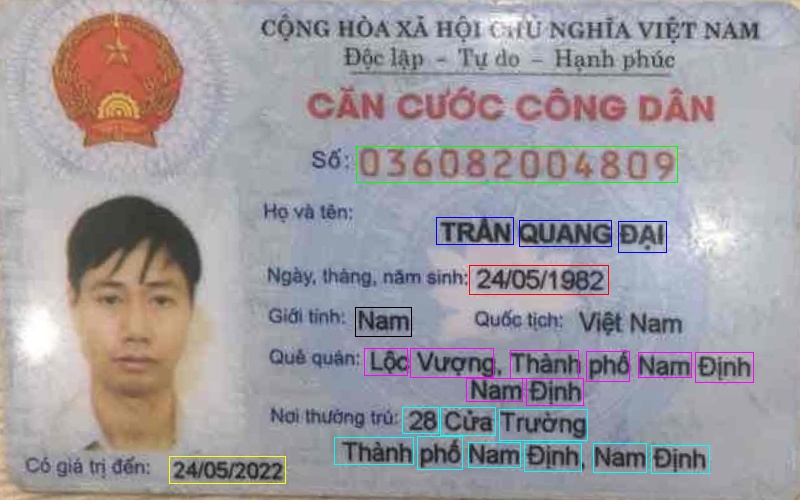 CỘNG HÒA XÃ HỘI CHỦ NGHĨA VIỆT NAM
Độc lập - Tự do - Hạnh phúc
CĂN CƯỚC CÔNG DÂN
Số: 036082004809
Họ và tên:
TRẦN QUANG ĐẠI
Ngày, tháng, năm sinh: 24/05/1982
Giới tính: Nam Quốc tịch: Việt Nam
Quê quán: Lộc Vượng, Thành phố Nam Định
Nam Định
Nơi thường trú: 28 Cửa Trường
Thành phố Nam Định, Nam Định
Có giá trị đến: 24/05/2022